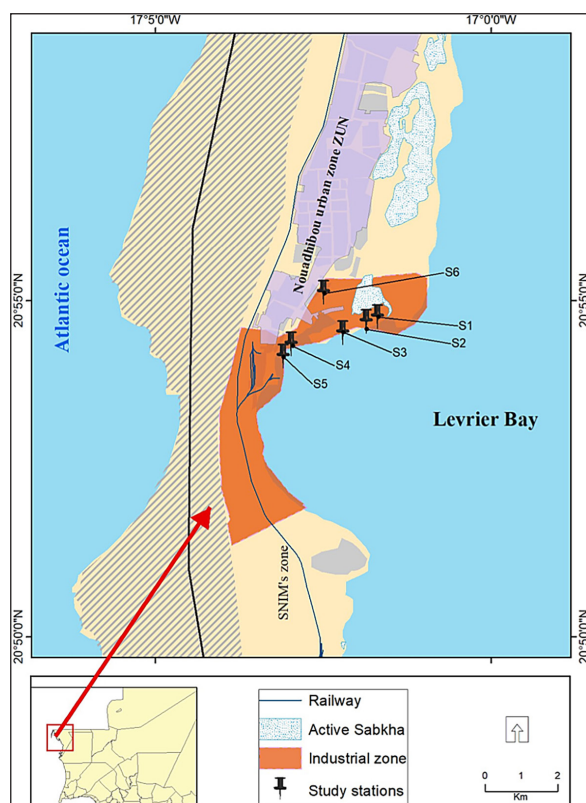 17°5'0"W
17°0'0"W
Nouadhibou urban zone ZUN
Atlantic ocean
20°55'0"N
20°55'0"N
S6
S1
S2
S3
S4
S5
Levrier Bay
SNIM's zone
20°50'0"N
20°50'0"N
Railway
Active Sabkha
Industrial zone
Study stations
0 1 2
Km